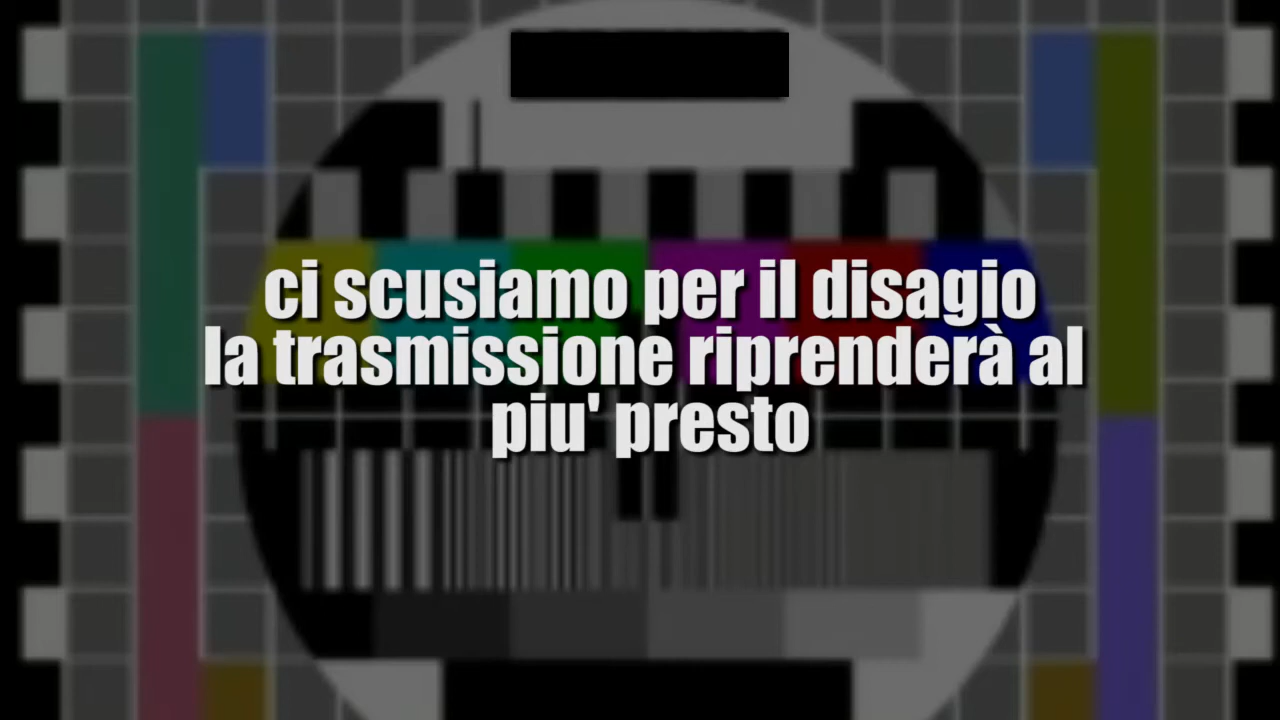 ci scusiamo per il disagio
la trasmissione riprenderà al
piu' presto